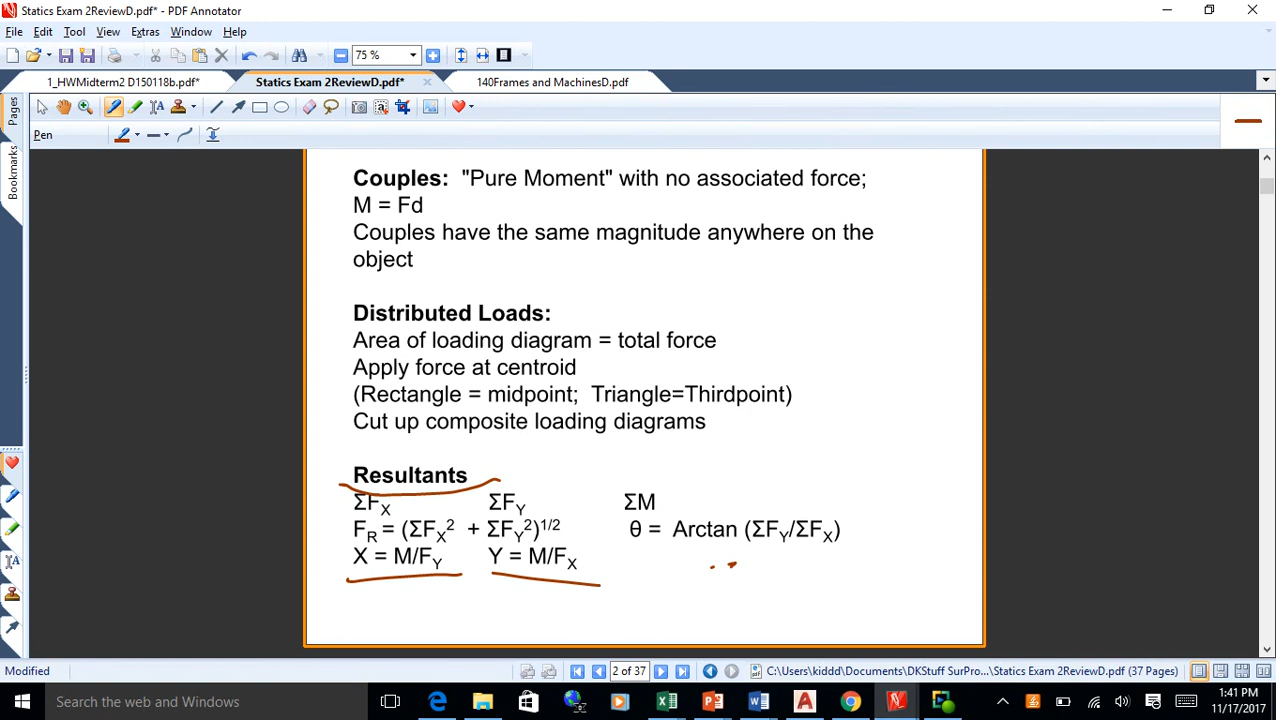 Statics Exam 2ReviewD.pdf* - PDF Annotator
File Edit Tool View Extras Window Help
75 %
1_HWMidterm2 D150118b.pdf* Statics Exam 2ReviewD.pdf* 140Frames and MachinesD.pdf
Pen
Pages
Bookmarks
Couples: "Pure Moment" with no associated force;
M = Fd
Couples have the same magnitude anywhere on the
object
Distributed Loads:
Area of loading diagram = total force
Apply force at centroid
(Rectangle = midpoint; Triangle=Thirdpoint)
Cut up composite loading diagrams
Resultants
ΣFX ΣFY ΣM
FR = (ΣFX² + ΣFY²)^1/2 θ = Arctan (ΣFY/ΣFX)
X = M/FY Y = M/FX
Modified 2 of 37 C:\Users\kiddd\Documents\DKStuff SurPro...\Statics Exam 2ReviewD.pdf (37 Pages)
Search the web and Windows
1:41 PM
11/17/2017